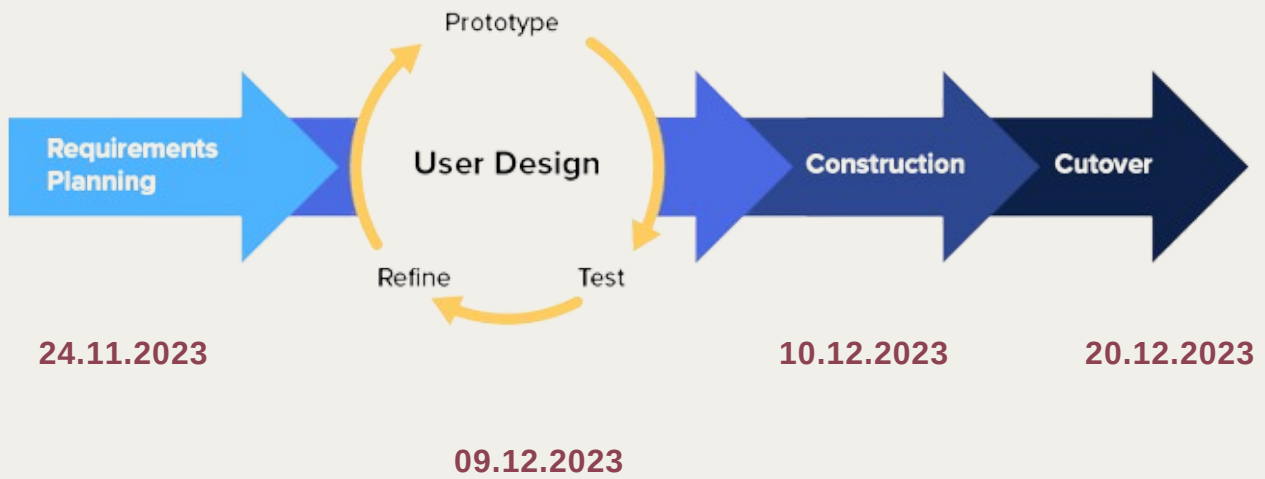 Prototype
Requirements
Planning
User Design
Construction
Cutover
Refine
Test
24.11.2023
10.12.2023
20.12.2023
09.12.2023